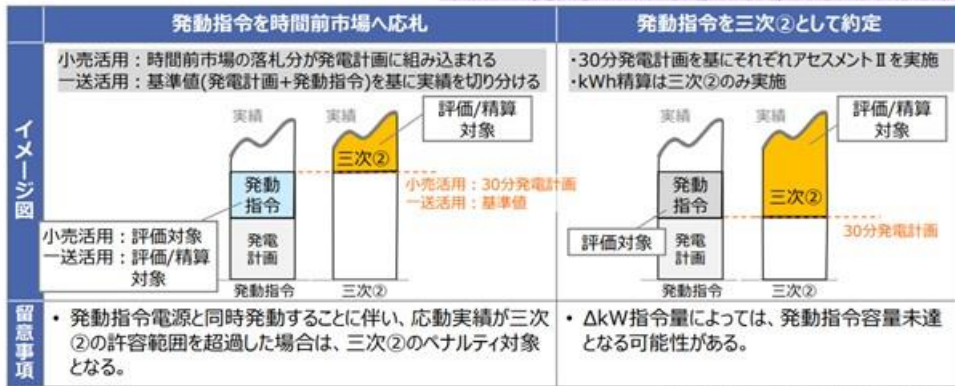 発動指令を時間前市場へ応札
発動指令を三次②として約定
イメージ図
小売活用：時間前市場の落札分が発電計画に組み込まれる
一送活用：基準値(発電計画+発動指令)を基に実績を切り分ける
実績
実績
評価/精算
対象
三次②
発動
指令
小売活用：30分発電計画
一送活用：基準値
小売活用：評価対象
一送活用：評価/精算
対象
発電
計画
発動指令
三次②
・30分発電計画を基にそれぞれアセスメントⅡを実施
・kWh精算は三次②のみ実施
実績
実績
評価/精算
対象
発動
指令
三次②
30分発電計画
評価対象
発電
計画
発動指令
三次②
留意事項
• 発動指令電源と同時発動することに伴い、応動実績が三次
②の許容範囲を超過した場合は、三次②のペナルティ対象
となる。
• ΔkW指令量によっては、発動指令容量未達
となる可能性がある。